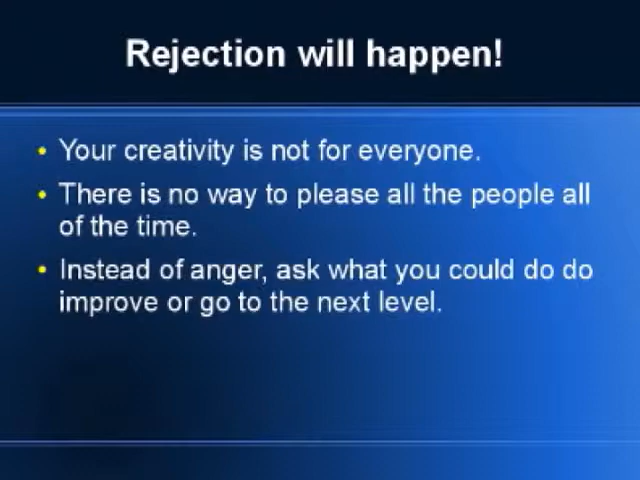 Rejection will happen!
• Your creativity is not for everyone.
• There is no way to please all the people all
of the time.
• Instead of anger, ask what you could do do
improve or go to the next level.